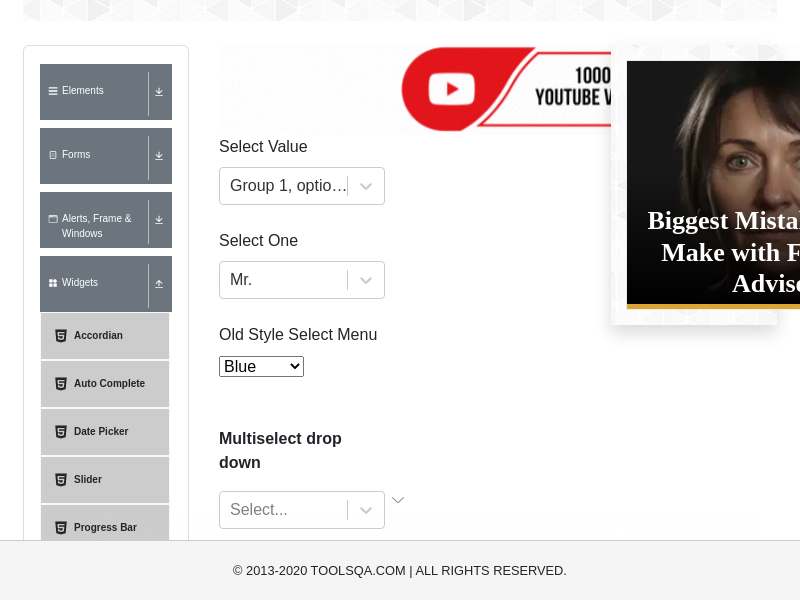 Elements
Forms
Alerts, Frame &
Windows
Widgets
Accordian
Auto Complete
Date Picker
Slider
Progress Bar
1000
YOUTUBE
Select Value
Group 1, optio...
Select One
Mr.
Old Style Select Menu
Blue
Multiselect drop
down
Select...
Biggest
Make with
© 2013-2020 TOOLSQA.COM | ALL RIGHTS RESERVED.